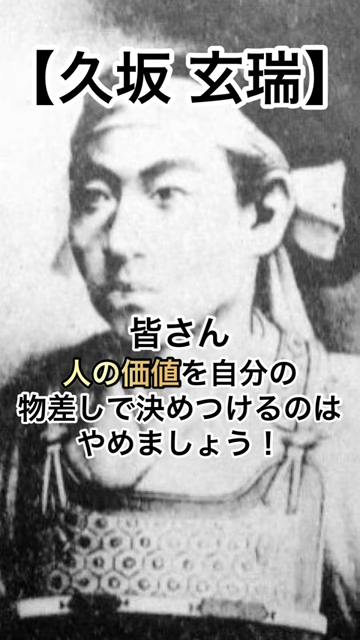 【久坂 玄瑞】
皆さん
人の価値を自分の
物差しで決めつけるのは
やめましょう！